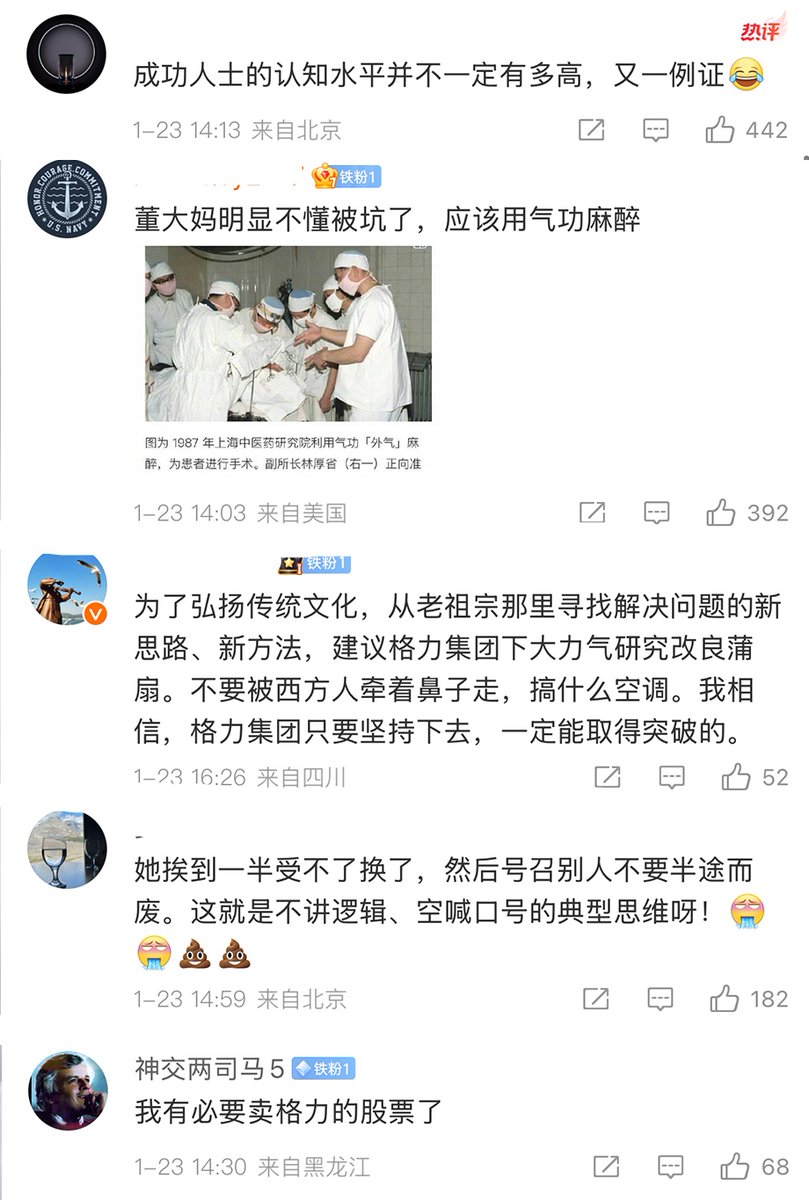 热评
成功人士的认知水平并不一定有多高，又一例证😂
1-23 14:13 来自北京
442
HONOR.COURAGE.COMMITMENT
U.S. NAVY
铁粉1
董大妈明显不懂被坑了，应该用气功麻醉
图为 1987 年上海中医药研究院利用气功「外气」麻
醉，为患者进行手术。副所长林厚省（右一）正向准
1-23 14:03 来自美国
392
铁粉1
为了弘扬传统文化，从老祖宗那里寻找解决问题的新
思路、新方法，建议格力集团下大力气研究改良蒲
扇。不要被西方人牵着鼻子走，搞什么空调。我相
信，格力集团只要坚持下去，一定能取得突破的。
1-23 16:26 来自四川
52
她挨到一半受不了换了，然后号召别人不要半途而
废。这就是不讲逻辑、空喊口号的典型思维呀！😭
😭💩💩
1-23 14:59 来自北京
182
神交两司马5 铁粉1
我有必要卖格力的股票了
1-23 14:30 来自黑龙江
68